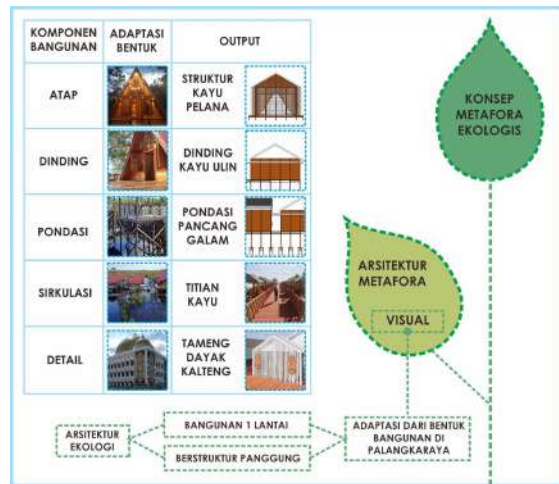 KOMPONEN
BANGUNAN
ADAPTASI
BENTUK
OUTPUT
ATAP
STRUKTUR
KAYU
PELANA
DINDING
DINDING
KAYU ULIN
PONDASI
PONDASI
PANCANG
GALAM
SIRKULASI
TITIAN
KAYU
DETAIL
TAMENG
DAYAK
KALTENG
KONSEP
METAFORA
EKOLOGIS
ARSITEKTUR
METAFORA
VISUAL
ARSITEKTUR
EKOLOGI
BANGUNAN 1 LANTAI
BERSTRUKTUR PANGGUNG
ADAPTASI DARI BENTUK
BANGUNAN DI
PALANGKARAYA